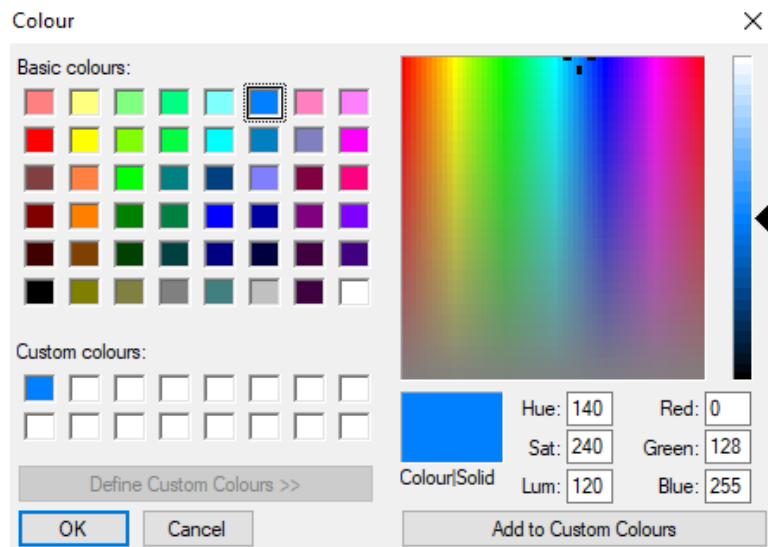 Colour
Basic colours:
Custom colours:
Define Custom Colours >>
OK
Cancel
Colour|Solid
Hue: 140
Sat: 240
Lum: 120
Red: 0
Green: 128
Blue: 255
Add to Custom Colours